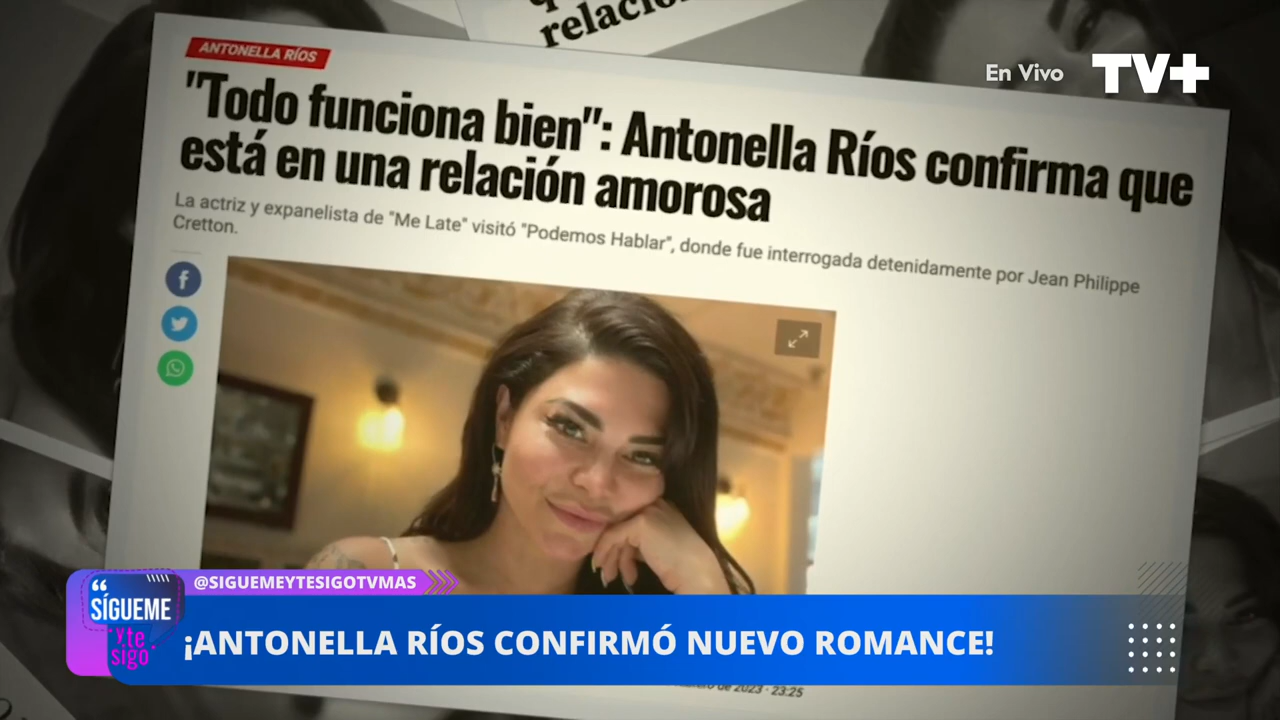 relacio
En Vivo
TV+
ANTONELLA RÍOS
"Todo funciona bien": Antonella Ríos confirma que
está en una relación amorosa
La actriz y expanelista de "Me Late" visitó "Podemos Hablar", donde fue interrogada detenidamente por Jean Philippe
Cretton.
@SIGUEMEYTESIGOTVMAS
"SÍGUEME
y te
sigo
¡ANTONELLA RÍOS CONFIRMÓ NUEVO ROMANCE!
de 2023 · 23:25